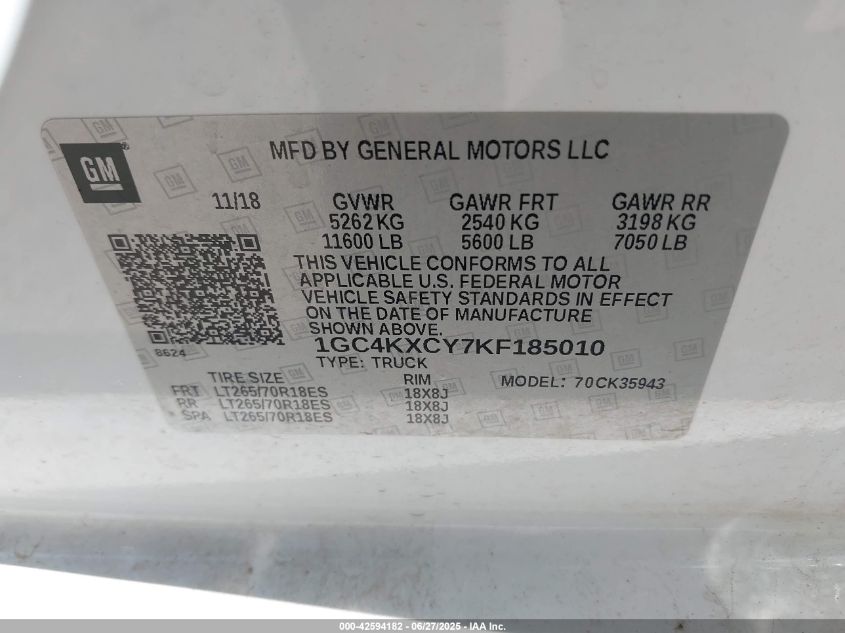 GM
MFD BY GENERAL MOTORS LLC
11/18 GVWR GAWR FRT GAWR RR
5262 KG 2540 KG 3198 KG
11600 LB 5600 LB 7050 LB
THIS VEHICLE CONFORMS TO ALL
APPLICABLE U.S. FEDERAL MOTOR
VEHICLE SAFETY STANDARDS IN EFFECT
ON THE DATE OF MANUFACTURE
SHOWN ABOVE.
8624
1GC4KXCY7KF185010
TYPE: TRUCK
TIRE SIZE RIM MODEL: 70CK35943
FRT LT265/70R18ES 18X8J
RR LT265/70R18ES 18X8J
SPA LT265/70R18ES 18X8J
000-42594182 - 06/27/2025 - IAA Inc.